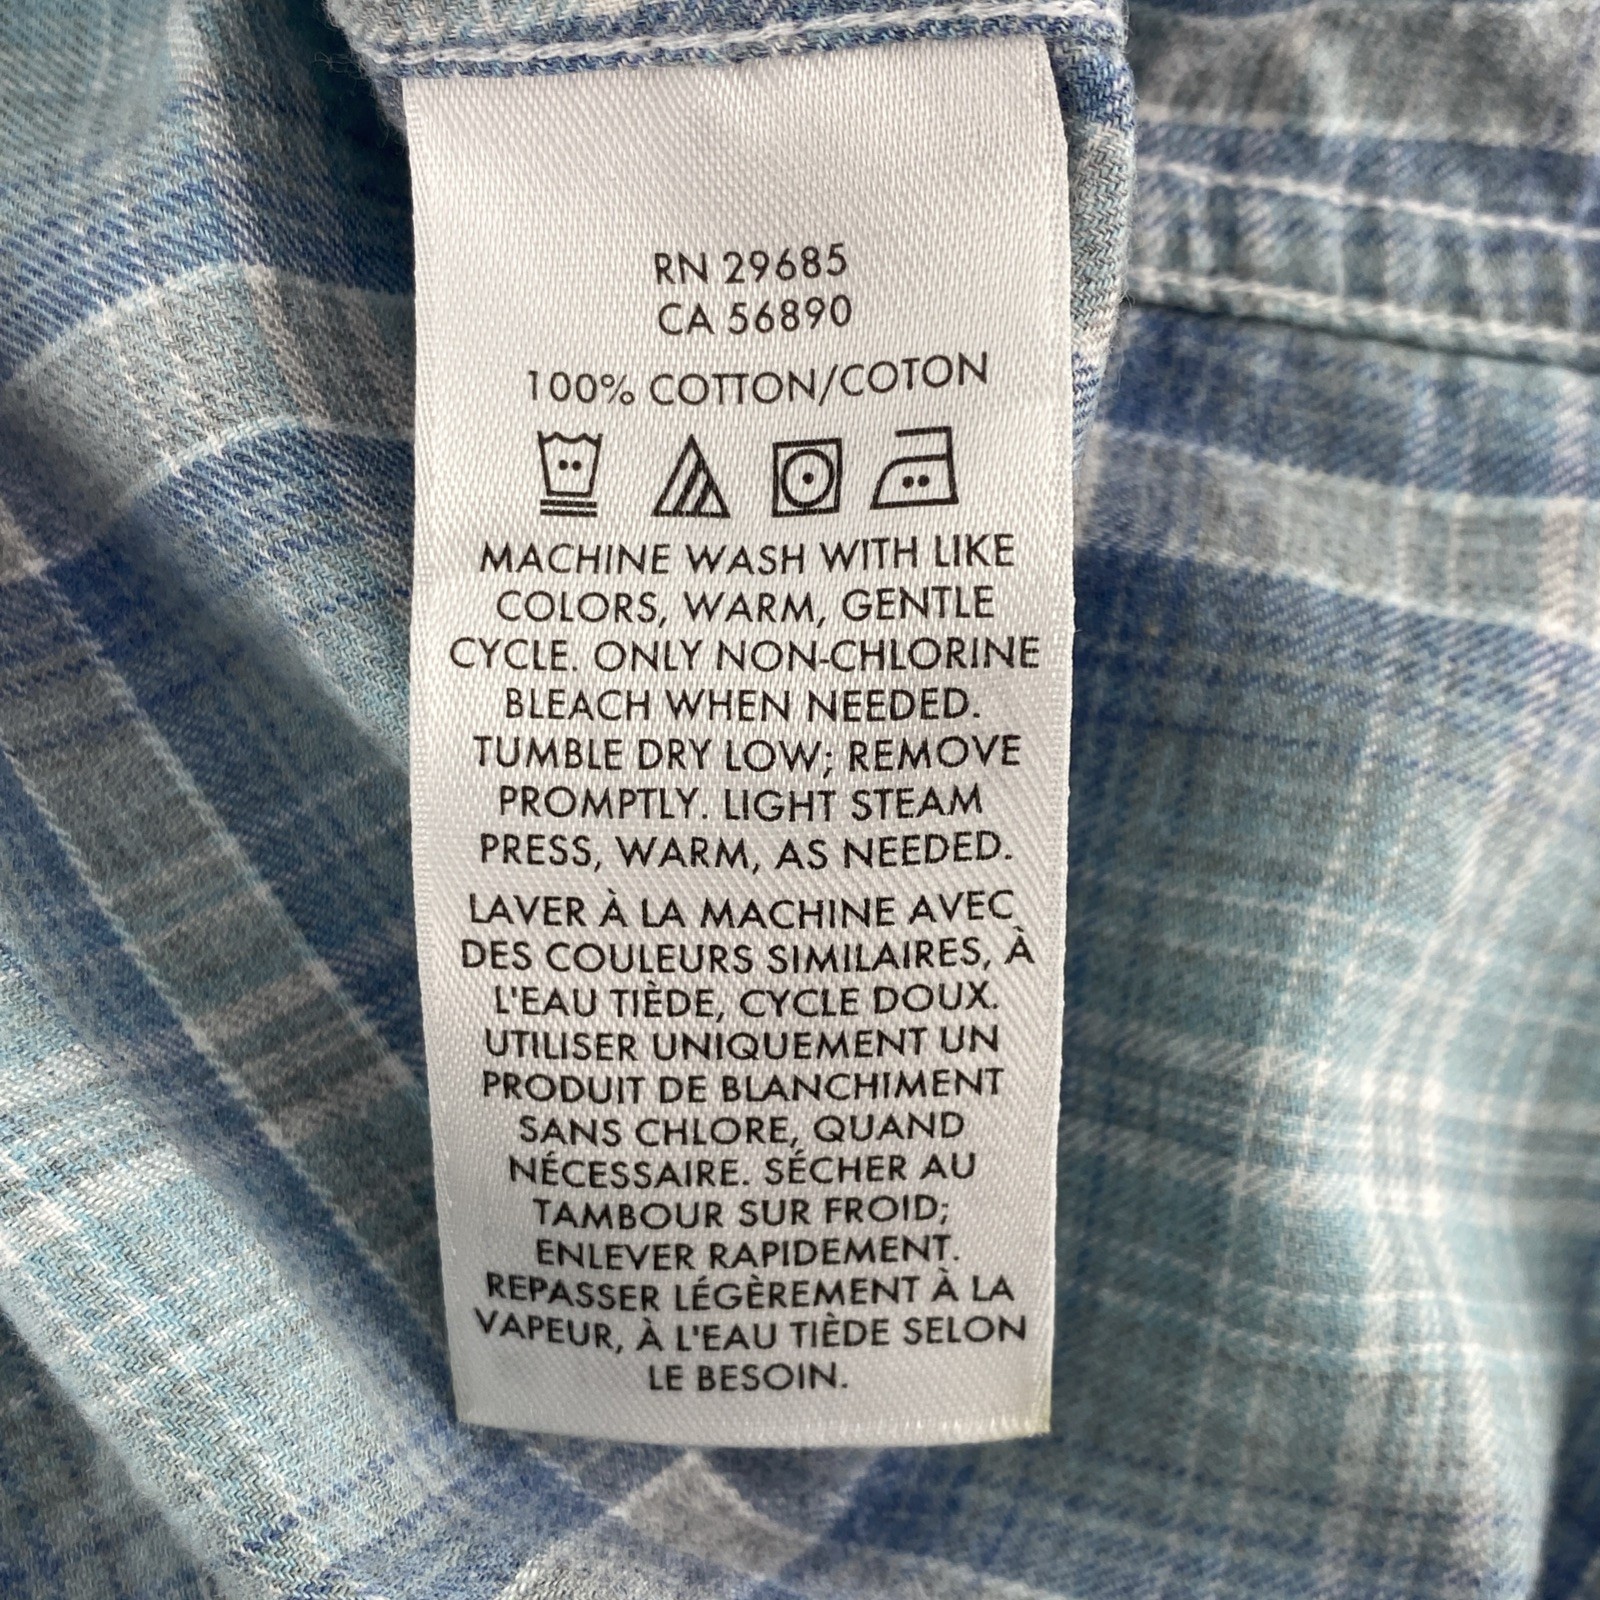 RN 29685
CA 56890
100% COTTON/COTON
MACHINE WASH WITH LIKE
COLORS, WARM, GENTLE
CYCLE. ONLY NON-CHLORINE
BLEACH WHEN NEEDED.
TUMBLE DRY LOW; REMOVE
PROMPTLY. LIGHT STEAM
PRESS, WARM, AS NEEDED.
LAVER À LA MACHINE AVEC
DES COULEURS SIMILAIRES, À
L'EAU TIÈDE, CYCLE DOUX.
UTILISER UNIQUEMENT UN
PRODUIT DE BLANCHIMENT
SANS CHLORE, QUAND
NÉCESSAIRE. SÉCHER AU
TAMBOUR SUR FROID;
ENLEVER RAPIDEMENT.
REPASSER LÉGÈREMENT À LA
VAPEUR, À L'EAU TIÈDE SELON
LE BESOIN.